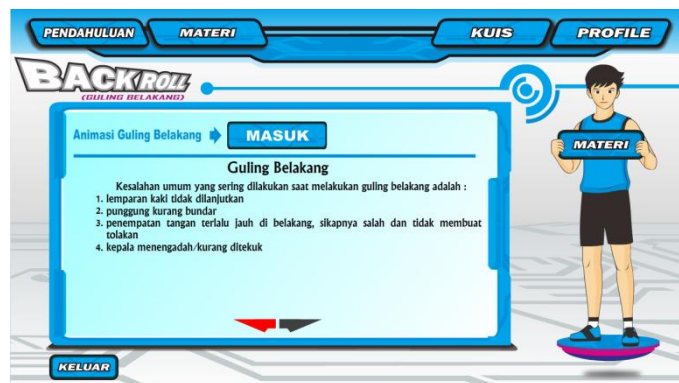 PENDAHULUAN MATERI KUIS PROFILE
BACK ROLL
(GULING BELAKANG)
Animasi Guling Belakang MASUK
MATERI
Guling Belakang
Kesalahan umum yang sering dilakukan saat melakukan guling belakang adalah :
1. lemparan kaki tidak dilanjutkan
2. punggung kurang bundar
3. penempatan tangan terlalu jauh di belakang, sikapnya salah dan tidak membuat
tolakan
4. kepala menengadah/kurang ditekuk
KELUAR